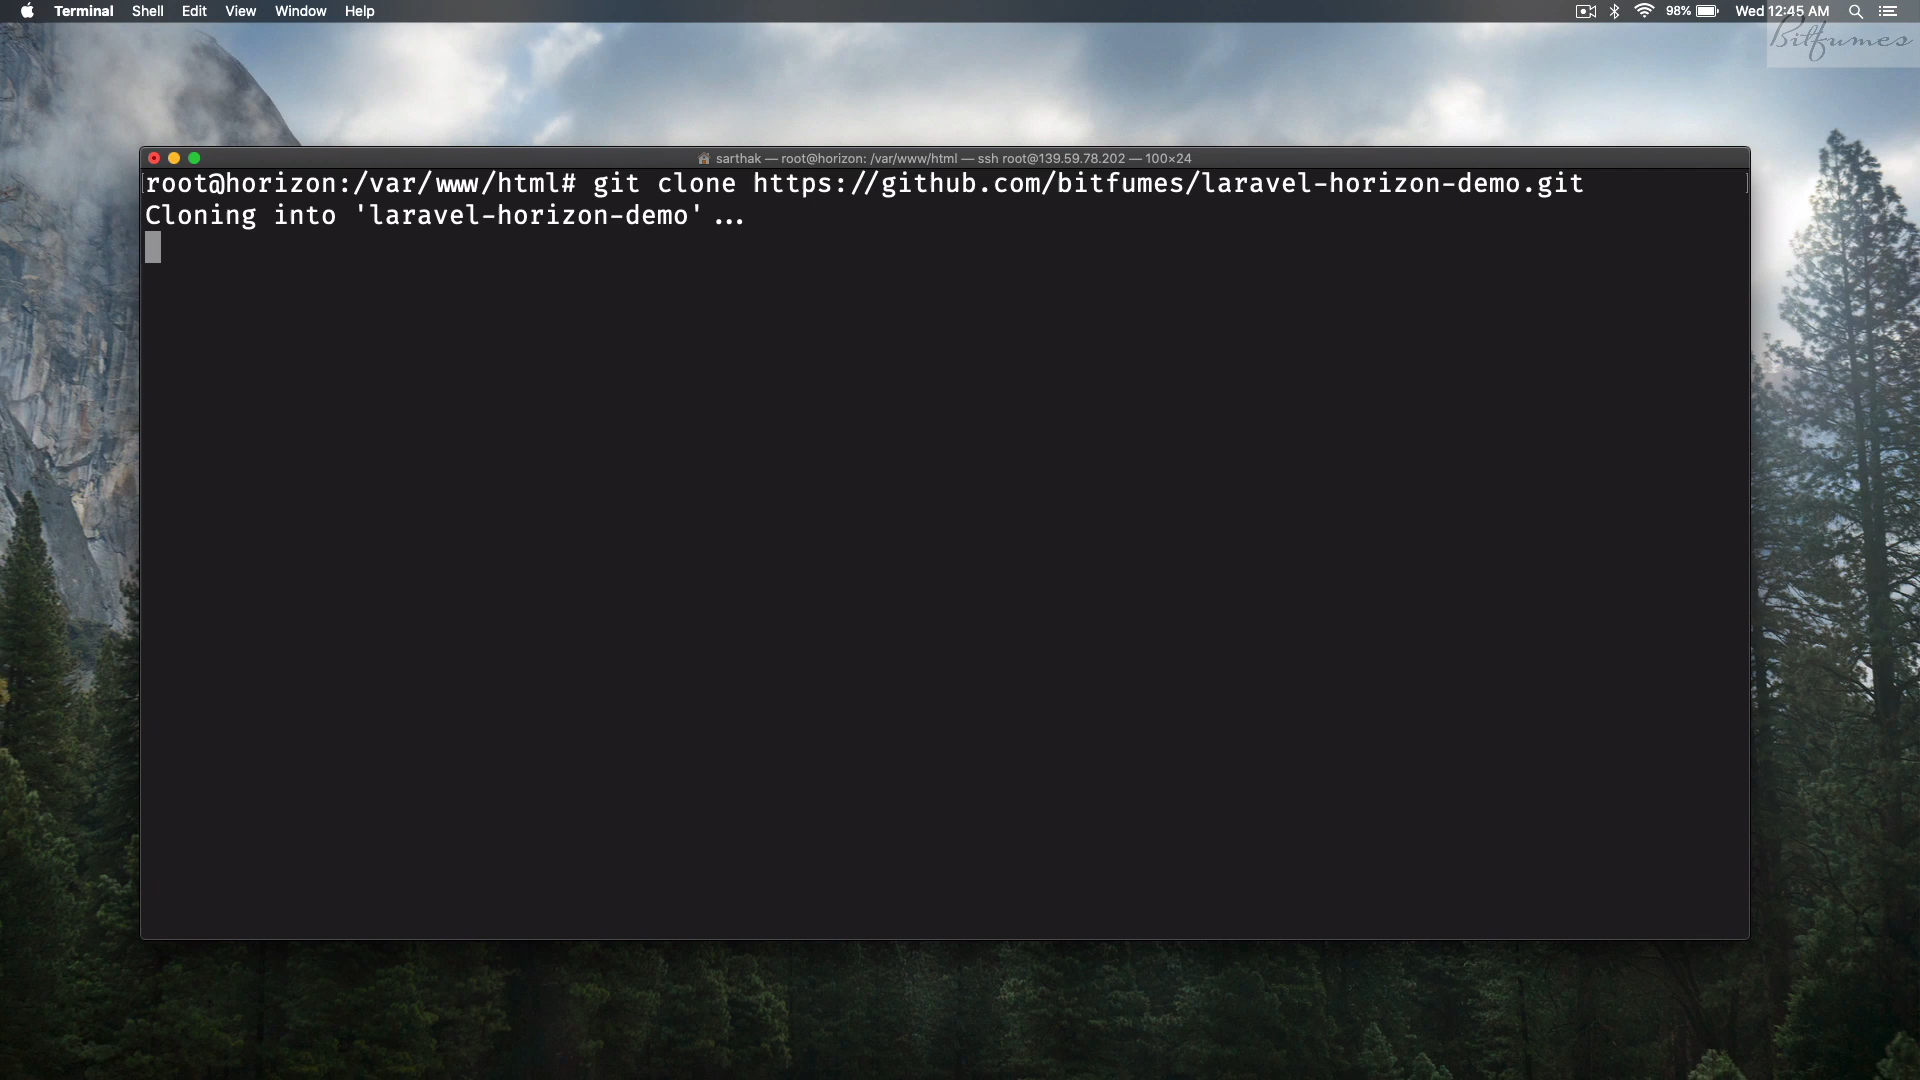 Terminal Shell Edit View Window Help 98% Wed 12:45 AM
Bitfumes
sarthak — root@horizon: /var/www/html — ssh root@139.59.78.202 — 100×24
root@horizon:/var/www/html# git clone https://github.com/bitfumes/laravel-horizon-demo.git
Cloning into 'laravel-horizon-demo'...